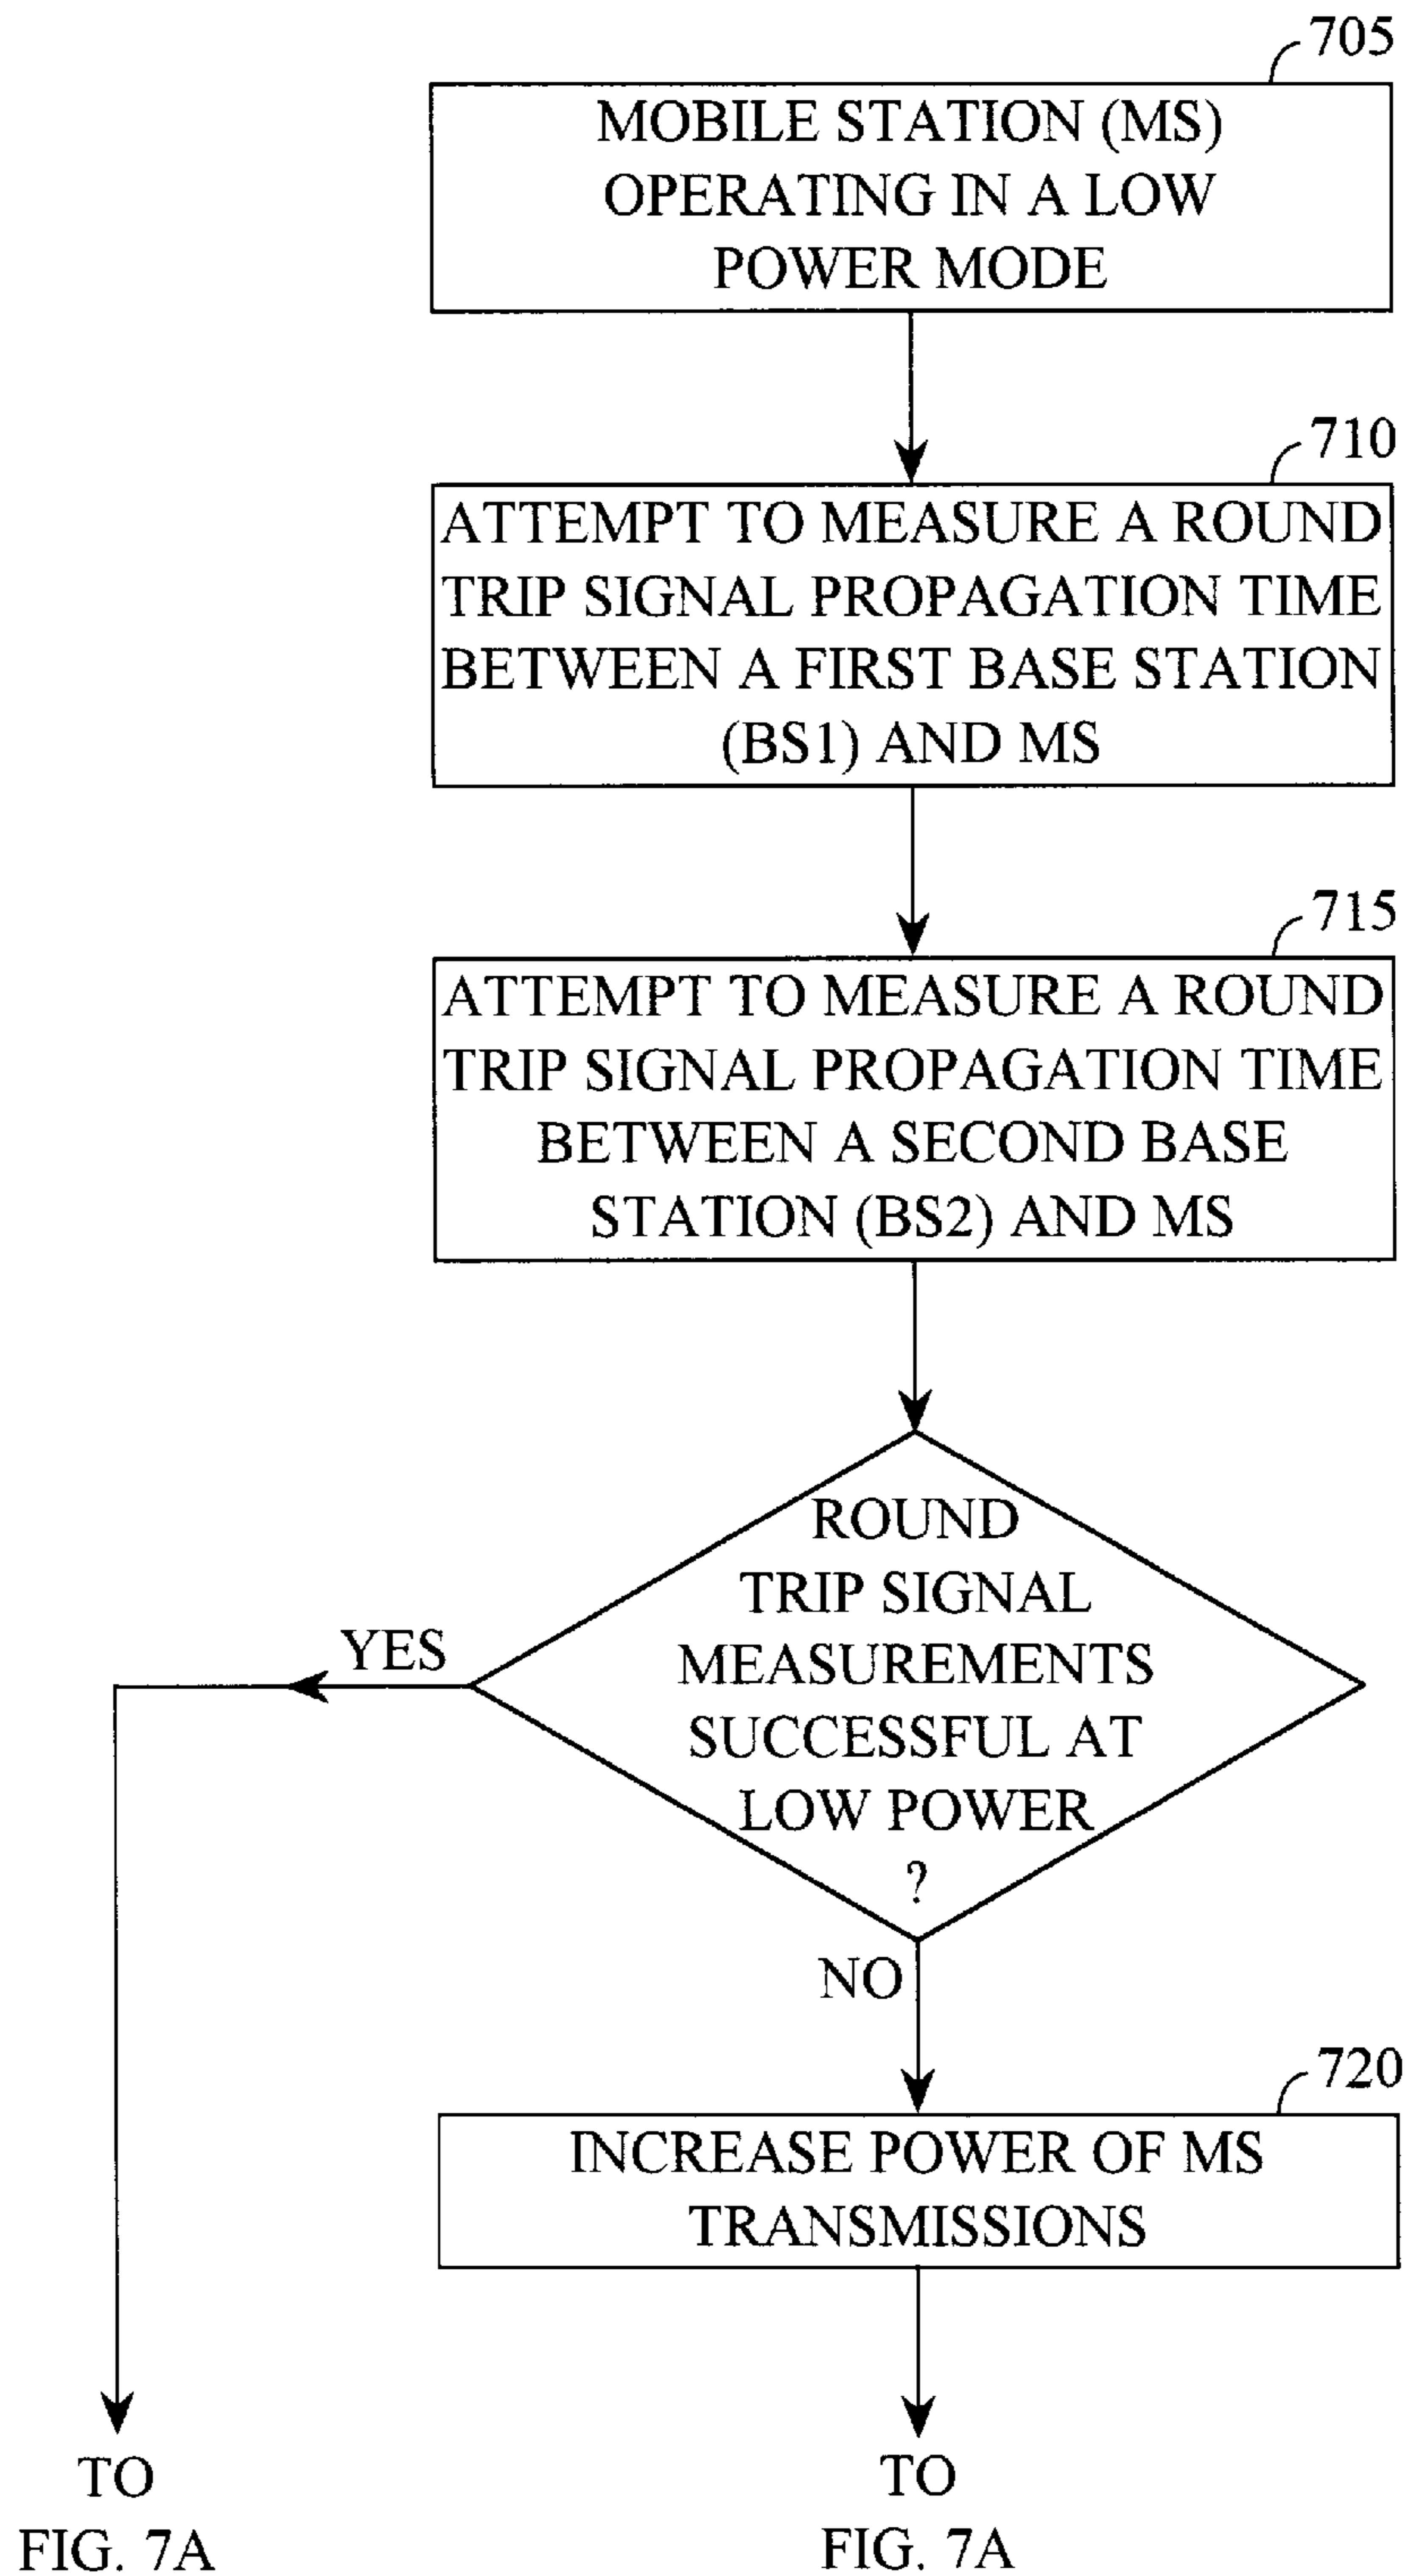 705
MOBILE STATION (MS)
OPERATING IN A LOW
POWER MODE
710
ATTEMPT TO MEASURE A ROUND
TRIP SIGNAL PROPAGATION TIME
BETWEEN A FIRST BASE STATION
(BS1) AND MS
715
ATTEMPT TO MEASURE A ROUND
TRIP SIGNAL PROPAGATION TIME
BETWEEN A SECOND BASE
STATION (BS2) AND MS
ROUND
TRIP SIGNAL
MEASUREMENTS
SUCCESSFUL AT
LOW POWER
?
YES
NO
720
INCREASE POWER OF MS
TRANSMISSIONS
TO
FIG. 7A
TO
FIG. 7A